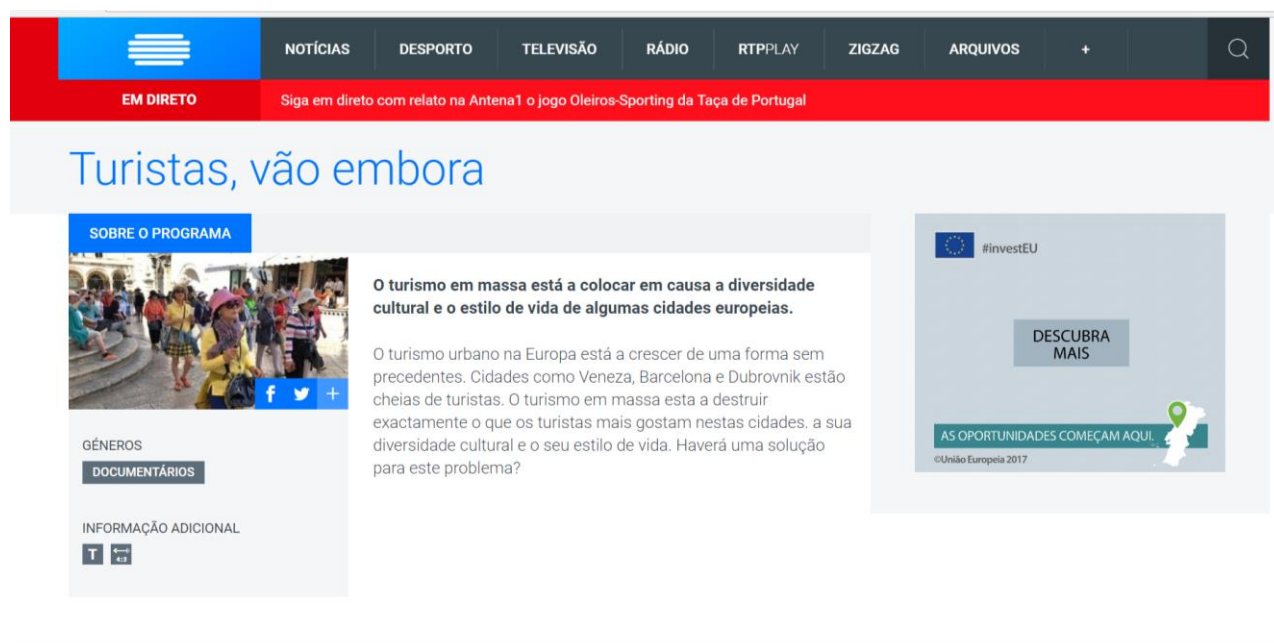 NOTÍCIAS DESPORTO TELEVISÃO RÁDIO RTPPLAY ZIGZAG ARQUIVOS +
EM DIRETO Siga em direto com relato na Antena1 o jogo Oleiros-Sporting da Taça de Portugal
Turistas, vão embora
SOBRE O PROGRAMA
O turismo em massa está a colocar em causa a diversidade
cultural e o estilo de vida de algumas cidades europeias.
O turismo urbano na Europa está a crescer de uma forma sem
precedentes. Cidades como Veneza, Barcelona e Dubrovnik estão
cheias de turistas. O turismo em massa esta a destruir
exactamente o que os turistas mais gostam nestas cidades. a sua
diversidade cultural e o seu estilo de vida. Haverá uma solução
para este problema?
f +
GÉNEROS
DOCUMENTÁRIOS
INFORMAÇÃO ADICIONAL
T 4:3
#investEU
DESCUBRA
MAIS
AS OPORTUNIDADES COMEÇAM AQUI.
©União Europeia 2017